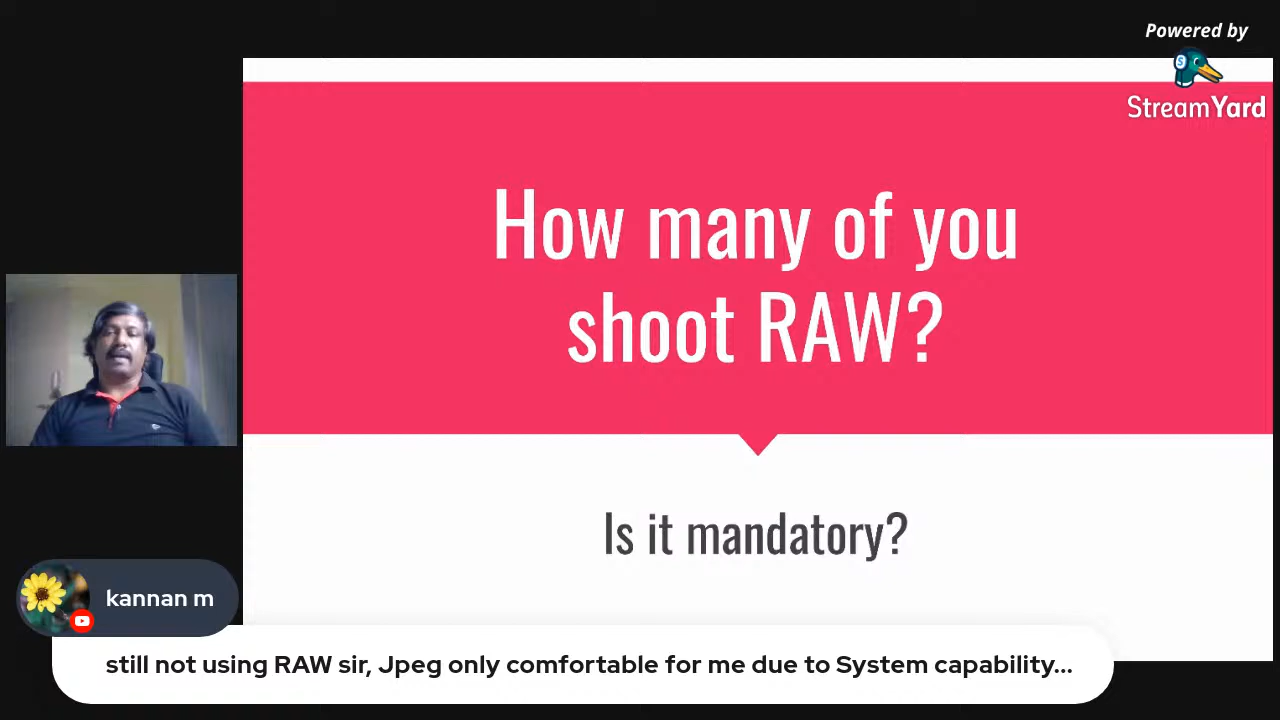 Powered by
StreamYard
How many of you
shoot RAW?
Is it mandatory?
kannan m
still not using RAW sir, Jpeg only comfortable for me due to System capability...